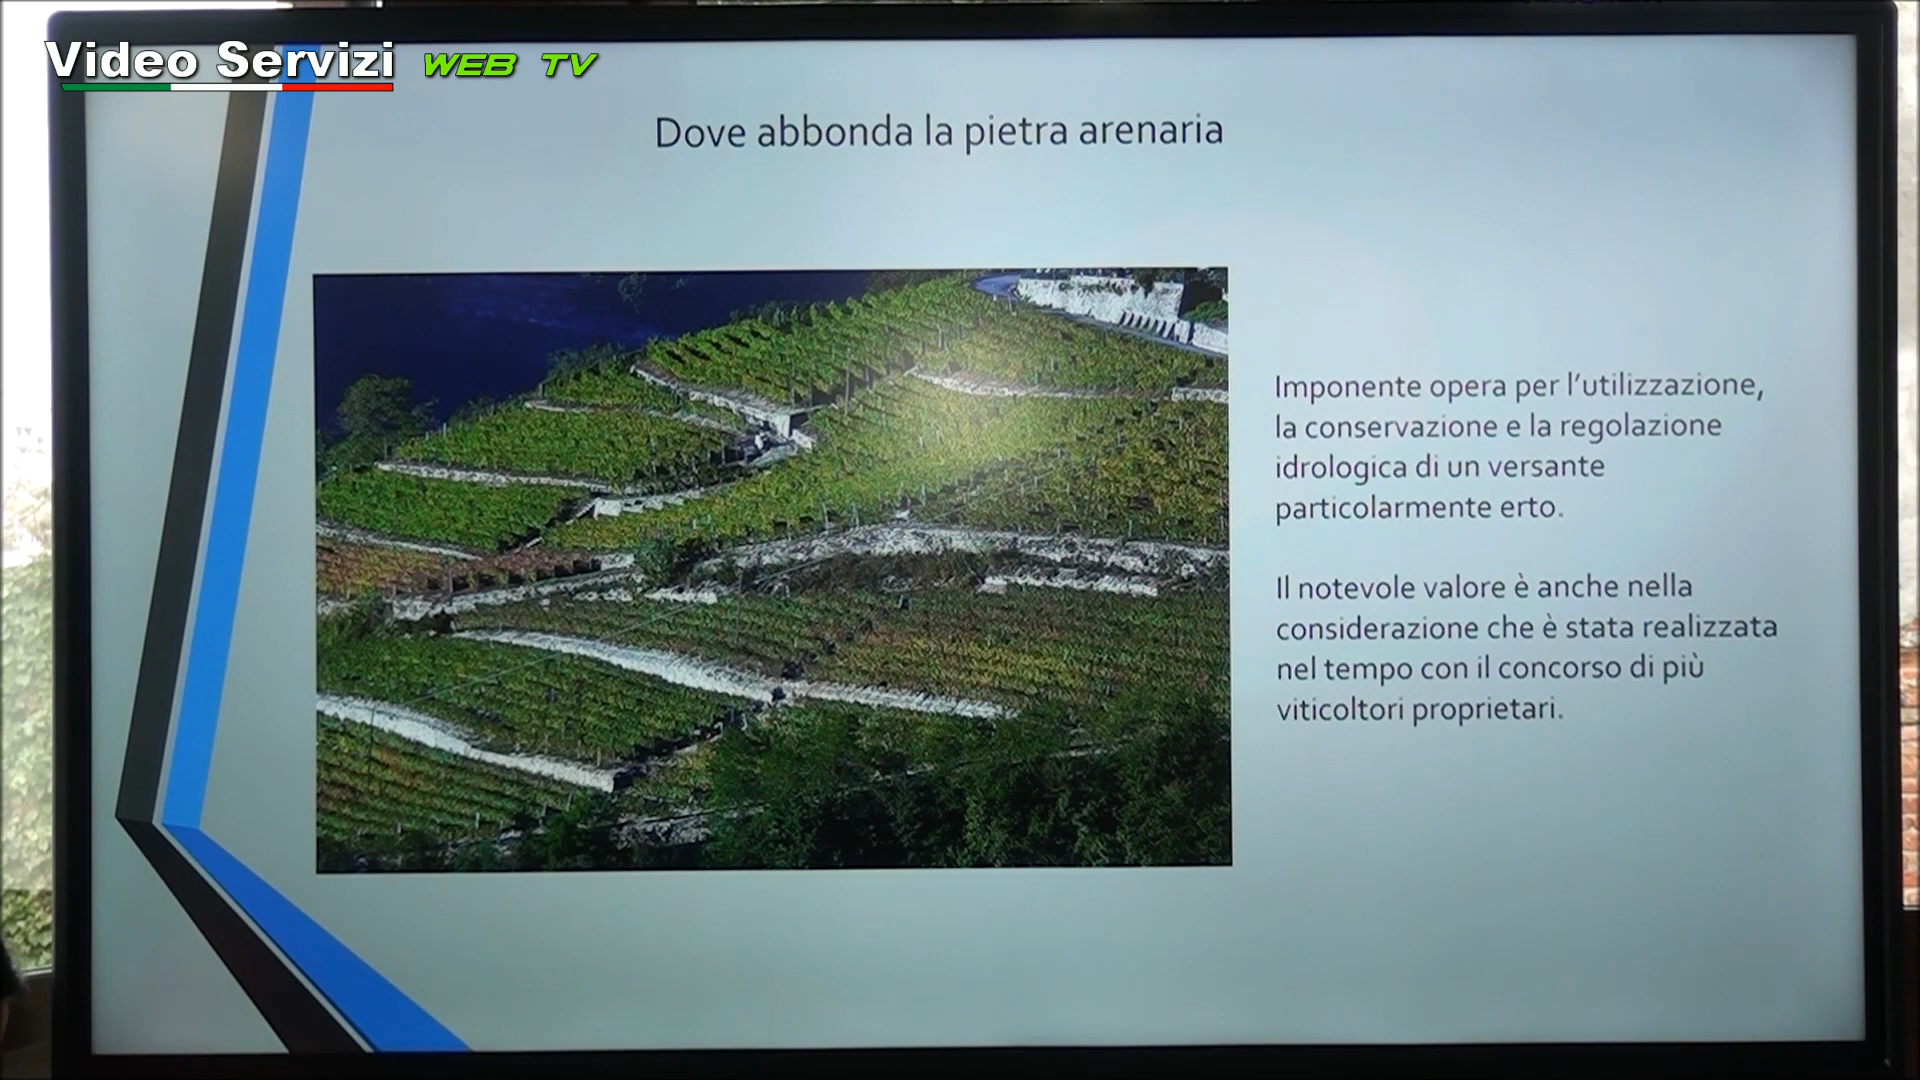 Video Servizi WEB TV
Dove abbonda la pietra arenaria
Imponente opera per l'utilizzazione,
la conservazione e la regolazione
idrologica di un versante
particolarmente erto.
Il notevole valore è anche nella
considerazione che è stata realizzata
nel tempo con il concorso di più
viticoltori proprietari.